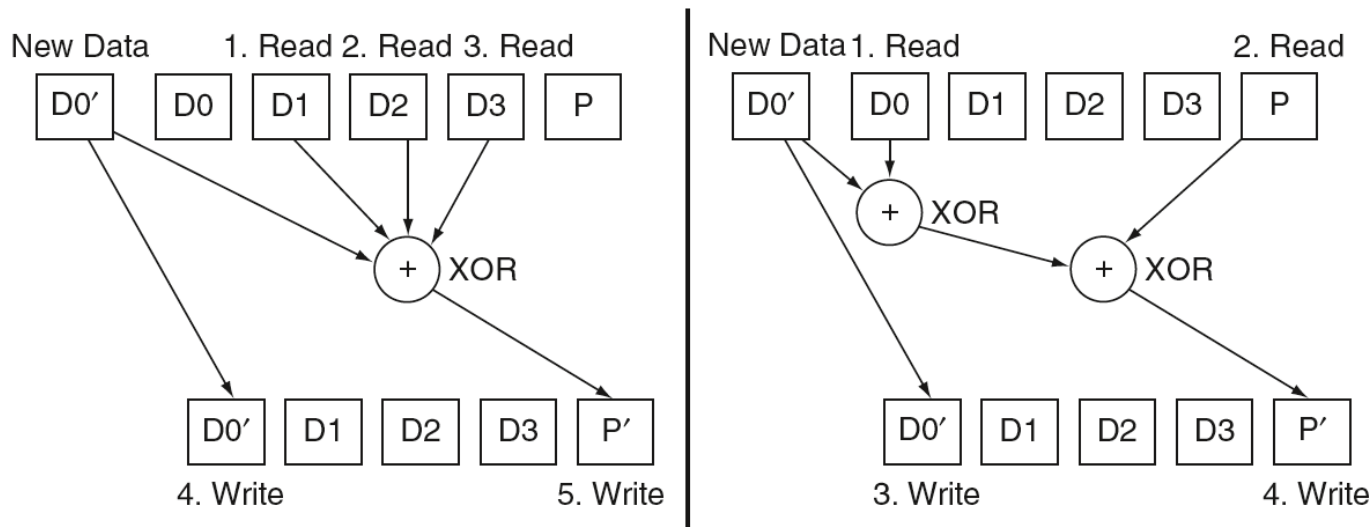 New Data 1. Read 2. Read 3. Read
D0′ D0 D1 D2 D3 P
+ XOR
D0′ D1 D2 D3 P′
4. Write 5. Write
New Data 1. Read 2. Read
D0′ D0 D1 D2 D3 P
+ XOR
+ XOR
D0′ D1 D2 D3 P′
3. Write 4. Write